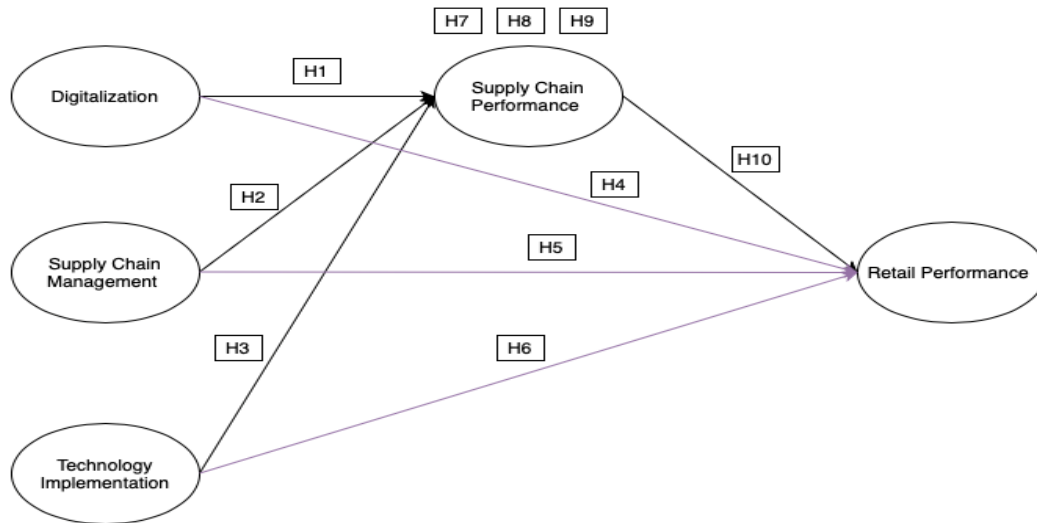 H7 H8 H9
H1
Digitalization
Supply Chain
Performance
H10
H4
H2
H5
Supply Chain
Management
Retail Performance
H3
H6
Technology
Implementation